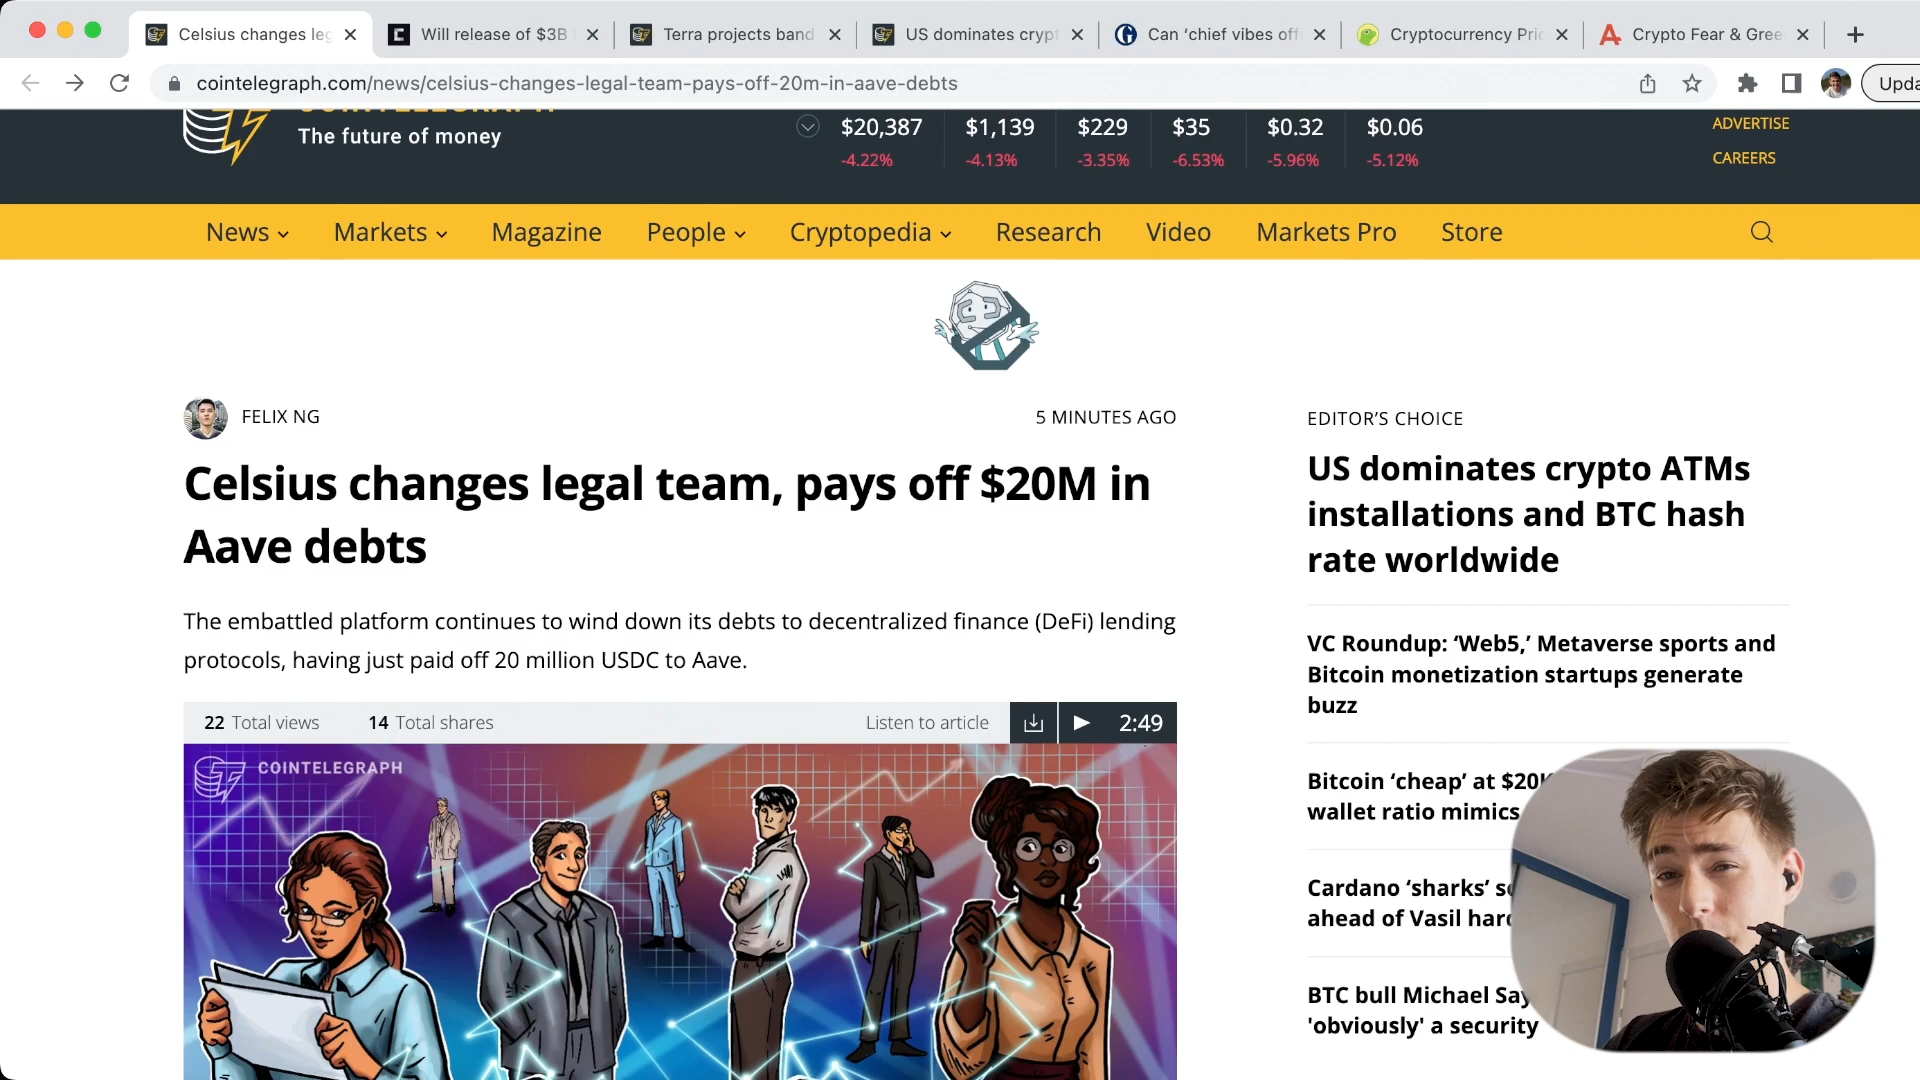 Celsius changes leg
Will release of $3B
Terra projects band
US dominates crypt
Can ‘chief vibes off
Cryptocurrency Pric
Crypto Fear & Gree
cointelegraph.com/news/celsius-changes-legal-team-pays-off-20m-in-aave-debts
Upda
COINTELEGRAPH
The future of money
$20,387 $1,139 $229 $35 $0.32 $0.06
-4.22% -4.13% -3.35% -6.53% -5.96% -5.12%
ADVERTISE
CAREERS
News Markets Magazine People Cryptopedia Research Video Markets Pro Store
FELIX NG
5 MINUTES AGO
Celsius changes legal team, pays off $20M in
Aave debts
The embattled platform continues to wind down its debts to decentralized finance (DeFi) lending
protocols, having just paid off 20 million USDC to Aave.
22 Total views 14 Total shares Listen to article 2:49
COINTELEGRAPH
EDITOR’S CHOICE
US dominates crypto ATMs
installations and BTC hash
rate worldwide
VC Roundup: ‘Web5,’ Metaverse sports and
Bitcoin monetization startups generate
buzz
Bitcoin ‘cheap’ at $20K
wallet ratio mimics
Cardano ‘sharks’
ahead of Vasil hard
BTC bull Michael Say
'obviously' a security